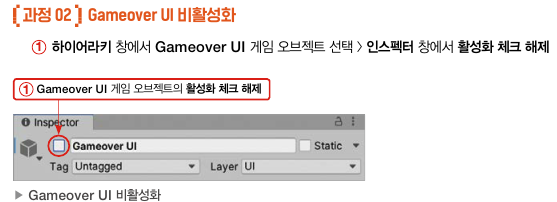 [과정 02] Gameover UI 비활성화
① 하이어라키 창에서 Gameover UI 게임 오브젝트 선택 > 인스펙터 창에서 활성화 체크 해제
① Gameover UI 게임 오브젝트의 활성화 체크 해제
Inspector
Gameover UI Static
Tag Untagged Layer UI
▶ Gameover UI 비활성화